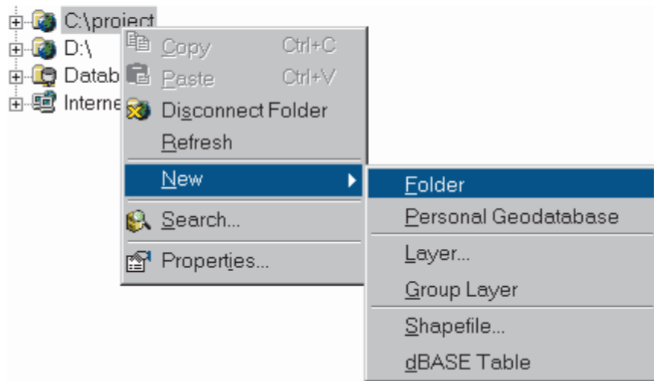 C:\project
D:\
Datab
Interne
Copy Ctrl+C
Paste Ctrl+V
Disconnect Folder
Refresh
New
Search...
Properties...
Folder
Personal Geodatabase
Layer...
Group Layer
Shapefile...
dBASE Table